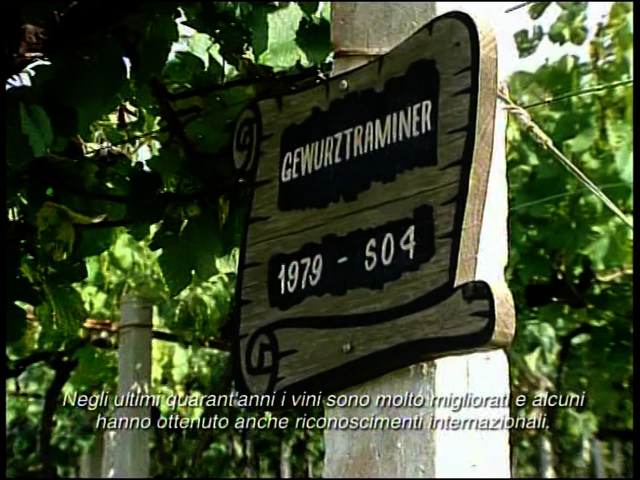 GEWURZTRAMINER
1979 - SO4
Negli ultimi quarant'anni i vini sono molto migliorati e alcuni
hanno ottenuto anche riconoscimenti internazionali.